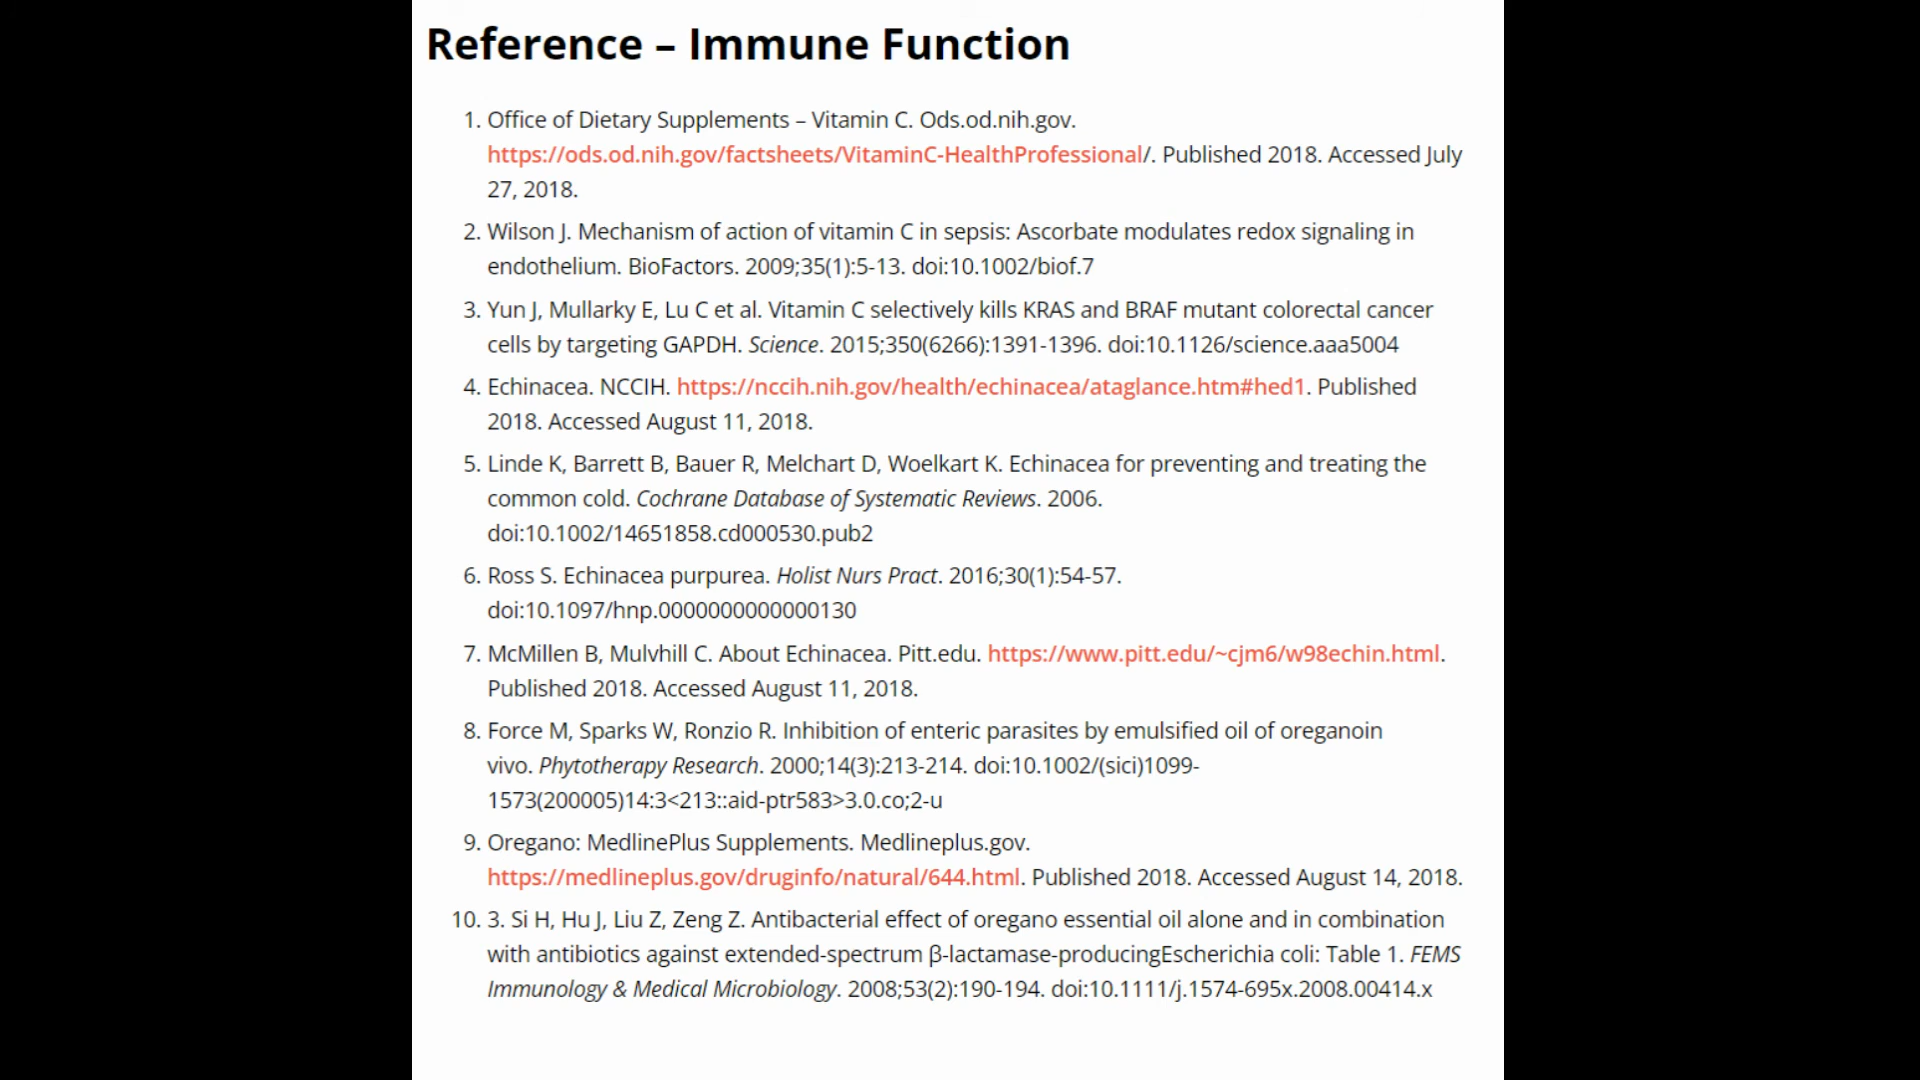 Reference – Immune Function
1. Office of Dietary Supplements – Vitamin C. Ods.od.nih.gov.
https://ods.od.nih.gov/factsheets/VitaminC-HealthProfessional/. Published 2018. Accessed July
27, 2018.
2. Wilson J. Mechanism of action of vitamin C in sepsis: Ascorbate modulates redox signaling in
endothelium. BioFactors. 2009;35(1):5-13. doi:10.1002/biof.7
3. Yun J, Mullarky E, Lu C et al. Vitamin C selectively kills KRAS and BRAF mutant colorectal cancer
cells by targeting GAPDH. Science. 2015;350(6266):1391-1396. doi:10.1126/science.aaa5004
4. Echinacea. NCCIH. https://nccih.nih.gov/health/echinacea/ataglance.htm#hed1. Published
2018. Accessed August 11, 2018.
5. Linde K, Barrett B, Bauer R, Melchart D, Woelkart K. Echinacea for preventing and treating the
common cold. Cochrane Database of Systematic Reviews. 2006.
doi:10.1002/14651858.cd000530.pub2
6. Ross S. Echinacea purpurea. Holist Nurs Pract. 2016;30(1):54-57.
doi:10.1097/hnp.0000000000000130
7. McMillen B, Mulvhill C. About Echinacea. Pitt.edu. https://www.pitt.edu/~cjm6/w98echin.html.
Published 2018. Accessed August 11, 2018.
8. Force M, Sparks W, Ronzio R. Inhibition of enteric parasites by emulsified oil of oreganoin
vivo. Phytotherapy Research. 2000;14(3):213-214. doi:10.1002/(sici)1099-
1573(200005)14:3<213::aid-ptr583>3.0.co;2-u
9. Oregano: MedlinePlus Supplements. Medlineplus.gov.
https://medlineplus.gov/druginfo/natural/644.html. Published 2018. Accessed August 14, 2018.
10. 3. Si H, Hu J, Liu Z, Zeng Z. Antibacterial effect of oregano essential oil alone and in combination
with antibiotics against extended-spectrum β-lactamase-producingEscherichia coli: Table 1. FEMS
Immunology & Medical Microbiology. 2008;53(2):190-194. doi:10.1111/j.1574-695x.2008.00414.x